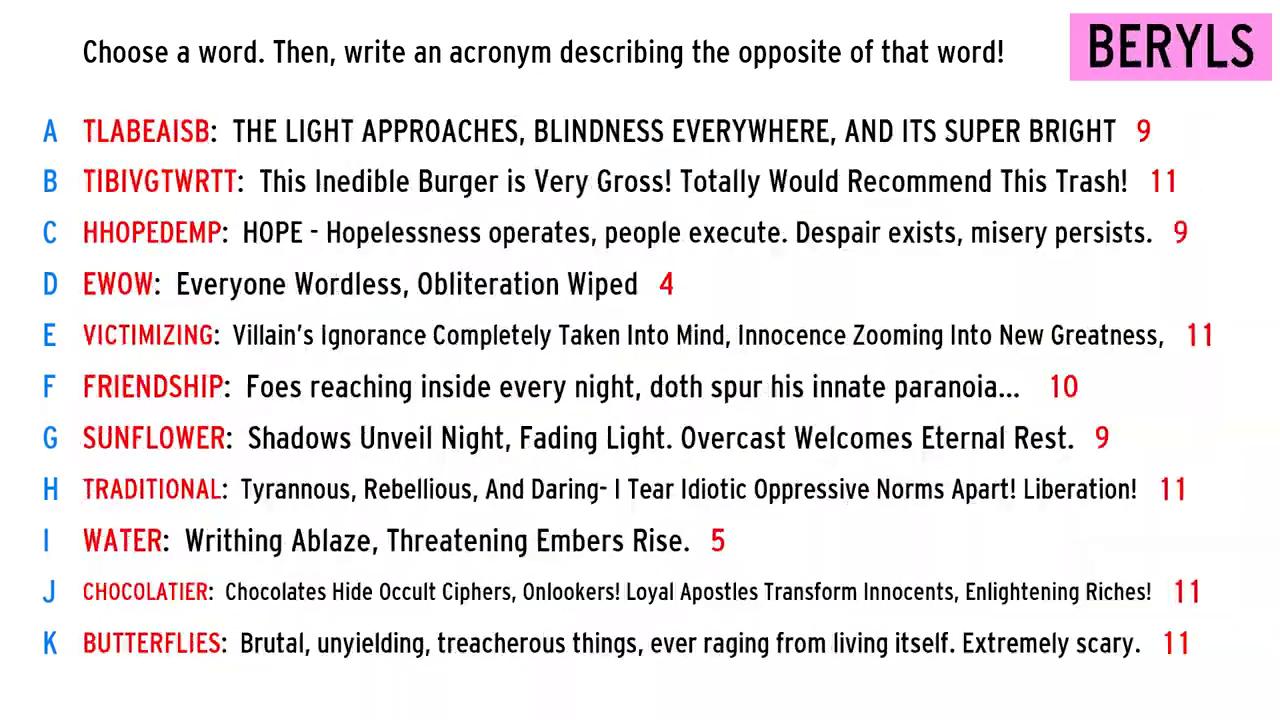 Choose a word. Then, write an acronym describing the opposite of that word!
BERYLS
A TLABEAISB: THE LIGHT APPROACHES, BLINDNESS EVERYWHERE, AND ITS SUPER BRIGHT 9
B TIBIVGTWRTT: This Inedible Burger is Very Gross! Totally Would Recommend This Trash! 11
C HHOPEDEMP: HOPE - Hopelessness operates, people execute. Despair exists, misery persists. 9
D EWOW: Everyone Wordless, Obliteration Wiped 4
E VICTIMIZING: Villain's Ignorance Completely Taken Into Mind, Innocence Zooming Into New Greatness, 11
F FRIENDSHIP: Foes reaching inside every night, doth spur his innate paranoia... 10
G SUNFLOWER: Shadows Unveil Night, Fading Light. Overcast Welcomes Eternal Rest. 9
H TRADITIONAL: Tyrannous, Rebellious, And Daring- I Tear Idiotic Oppressive Norms Apart! Liberation! 11
I WATER: Writhing Ablaze, Threatening Embers Rise. 5
J CHOCOLATIER: Chocolates Hide Occult Ciphers, Onlookers! Loyal Apostles Transform Innocents, Enlightening Riches! 11
K BUTTERFLIES: Brutal, unyielding, treacherous things, ever raging from living itself. Extremely scary. 11